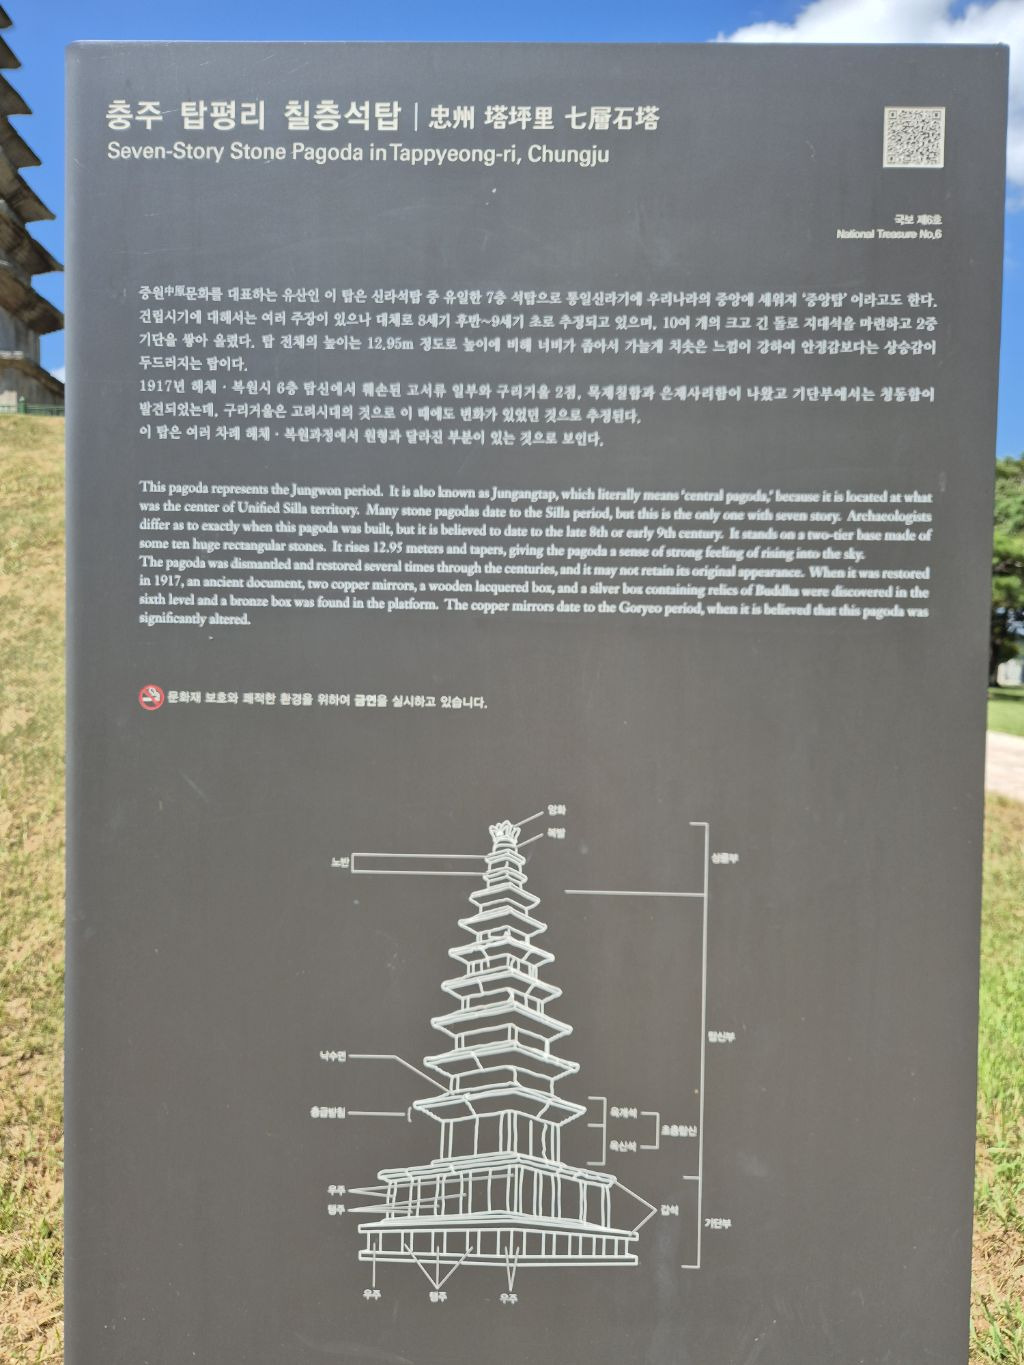 충주 탑평리 칠층석탑 | 忠州 塔坪里 七層石塔
Seven-Story Stone Pagoda in Tappyeong-ri, Chungju
국보 제6호
National Treasure No.6
중원中原문화를 대표하는 유산인 이 탑은 신라석탑 중 유일한 7층 석탑으로 통일신라기에 우리나라의 중앙에 세워져 '중앙탑' 이라고도 한다.
건립시기에 대해서는 여러 주장이 있으나 대체로 8세기 후반~9세기 초로 추정되고 있으며, 10여 개의 크고 긴 돌로 지대석을 마련하고 2중
기단을 쌓아 올렸다. 탑 전체의 높이는 12.95m 정도로 높이에 비해 너비가 좁아서 가늘게 치솟은 느낌이 강하여 안정감보다는 상승감이
두드러지는 탑이다.
1917년 해체 · 복원시 6층 탑신에서 훼손된 고서류 일부와 구리거울 2점, 목제칠합과 은제사리함이 나왔고 기단부에서는 청동함이
발견되었는데, 구리거울은 고려시대의 것으로 이 때에도 변화가 있었던 것으로 추정된다.
이 탑은 여러 차례 해체 · 복원과정에서 원형과 달라진 부분이 있는 것으로 보인다.
This pagoda represents the Jungwon period. It is also known as Jungangtap, which literally means 'central pagoda,' because it is located at what
was the center of Unified Silla territory. Many stone pagodas date to the Silla period, but this is the only one with seven story. Archaeologists
differ as to exactly when this pagoda was built, but it is believed to date to the late 8th or early 9th century. It stands on a two-tier base made of
some ten huge rectangular stones. It rises 12.95 meters and tapers, giving the pagoda a sense of strong feeling of rising into the sky.
The pagoda was dismantled and restored several times through the centuries, and it may not retain its original appearance. When it was restored
in 1917, an ancient document, two copper mirrors, a wooden lacquered box, and a silver box containing relics of Buddha were discovered in the
sixth level and a bronze box was found in the platform. The copper mirrors date to the Goryeo period, when it is believed that this pagoda was
significantly altered.
문화재 보호와 쾌적한 환경을 위하여 금연을 실시하고 있습니다.
앙화
복발
노반
상륜부
탑신부
낙수면
층급받침
옥개석
초층탑신
옥신석
우주
탱주
갑석
기단부
우주
탱주
우주